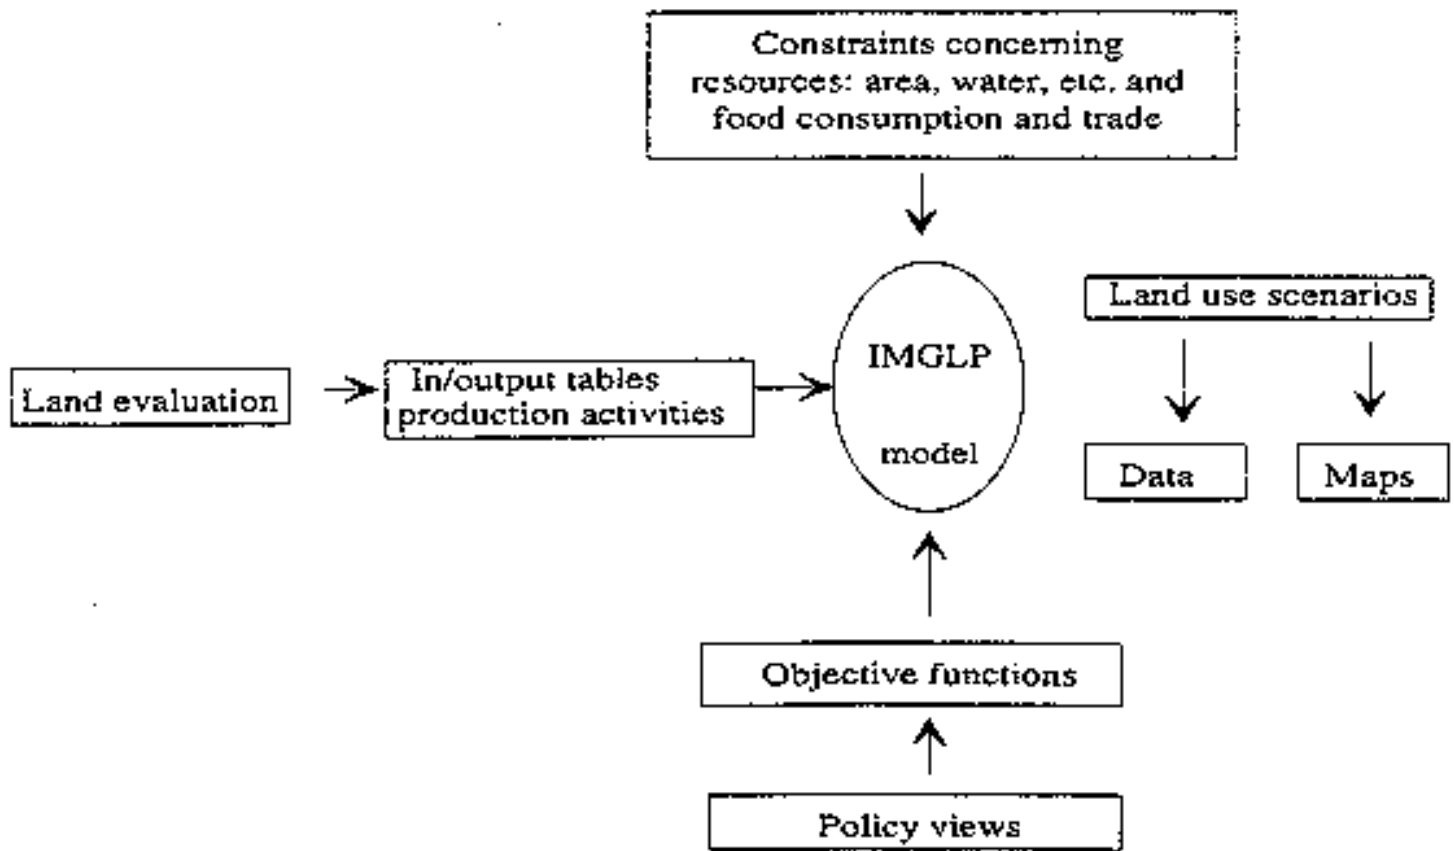 Constraints concerning
resources: area, water, etc. and
food consumption and trade
Land use scenarios
IMGLP
model
In/output tables
production activities
Land evaluation
Data
Maps
Objective functions
Policy views